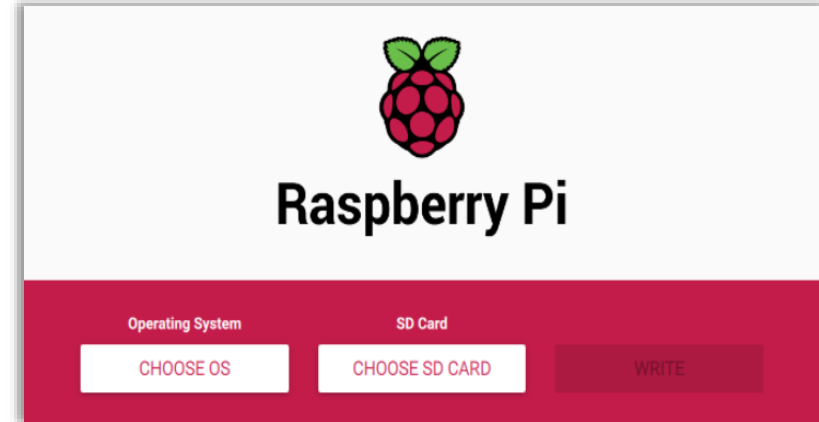 Raspberry Pi
Operating System
SD Card
CHOOSE OS
CHOOSE SD CARD
WRITE